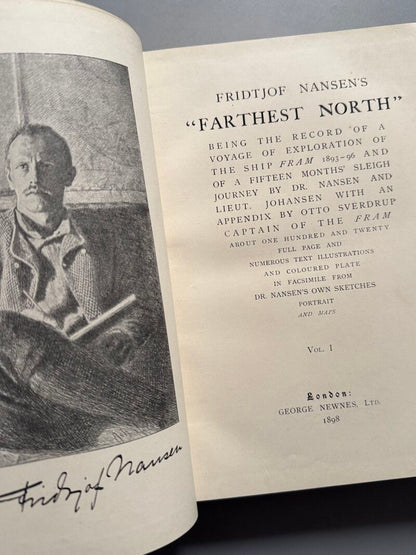 FRIDTJOF NANSEN'S
"FARTHEST NORTH"
BEING THE RECORD OF A
VOYAGE OF EXPLORATION OF
THE SHIP FRAM 1893-96 AND
OF A FIFTEEN MONTHS' SLEIGH
JOURNEY BY DR. NANSEN AND
LIEUT. JOHANSEN WITH AN
APPENDIX BY OTTO SVERDRUP
CAPTAIN OF THE FRAM
ABOUT ONE HUNDRED AND TWENTY
FULL PAGE AND
NUMEROUS TEXT ILLUSTRATIONS
AND COLOURED PLATE
IN FACSIMILE FROM
DR. NANSEN'S OWN SKETCHES
PORTRAIT
AND MAPS
VOL. I
London:
GEORGE NEWNES, LTD.
1898
Fridtjof Nansen